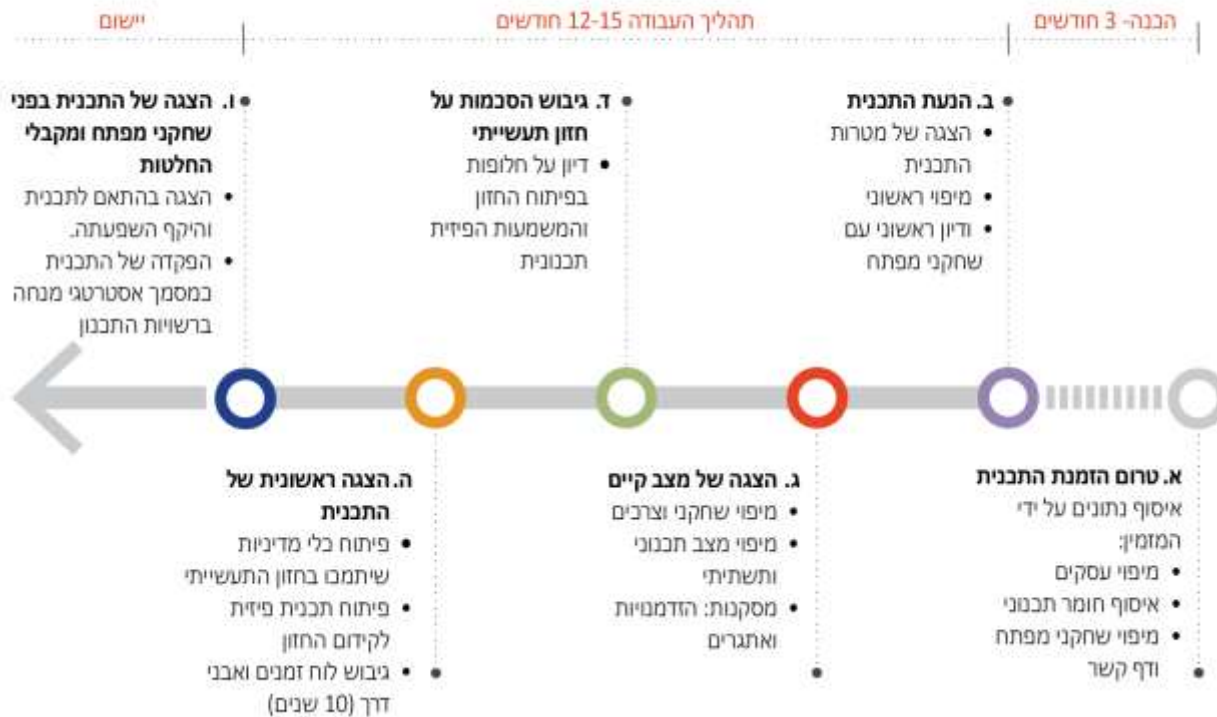 הכנה- 3 חודשים
תהליך העבודה 12-15 חודשים
יישום
ב. הנעת התכנית
• הצגה של מטרות
התכנית
• מיפוי ראשוני
• ודיון ראשוני עם
שחקני מפתח
ד. גיבוש הסכמות על
חזון תעשייתי
• דיון על חלופות
בפיתוח החזון
והמשמעות הפיזית
תכנונית
ו. הצגה של התכנית בפני
שחקני מפתח ומקבלי
החלטות
• הצגה בהתאם לתכנית
והיקף השפעתה.
• הפקדה של התכנית
כמסמך אסטרטגי מנחה
ברשויות התכנון
א. טרום הזמנת התכנית
איסוף נתונים על ידי
המזמין:
• מיפוי עסקים
• איסוף חומר תכנוני
• מיפוי שחקני מפתח
ודף קשר
ג. הצגה של מצב קיים
• מיפוי שחקני וצרכים
• מיפוי מצב תכנוני
ותשתיתי
• מסקנות: הזדמנויות
ואתגרים
ה. הצגה ראשונית של
התכנית
• פיתוח כלי מדיניות
שיתמכו בחזון התעשייתי
• פיתוח תכנית פיזית
לקידום החזון
• גיבוש לוח זמנים ואבני
דרך (10 שנים)